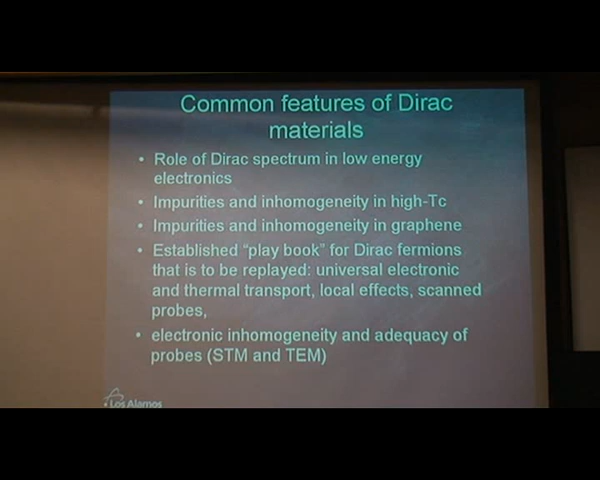 Common features of Dirac
materials
• Role of Dirac spectrum in low energy
electronics
• Impurities and inhomogeneity in high-Tc
• Impurities and inhomogeneity in graphene
• Established “play book” for Dirac fermions
that is to be replayed: universal electronic
and thermal transport, local effects, scanned
probes,
• electronic inhomogeneity and adequacy of
probes (STM and TEM)
Los Alamos